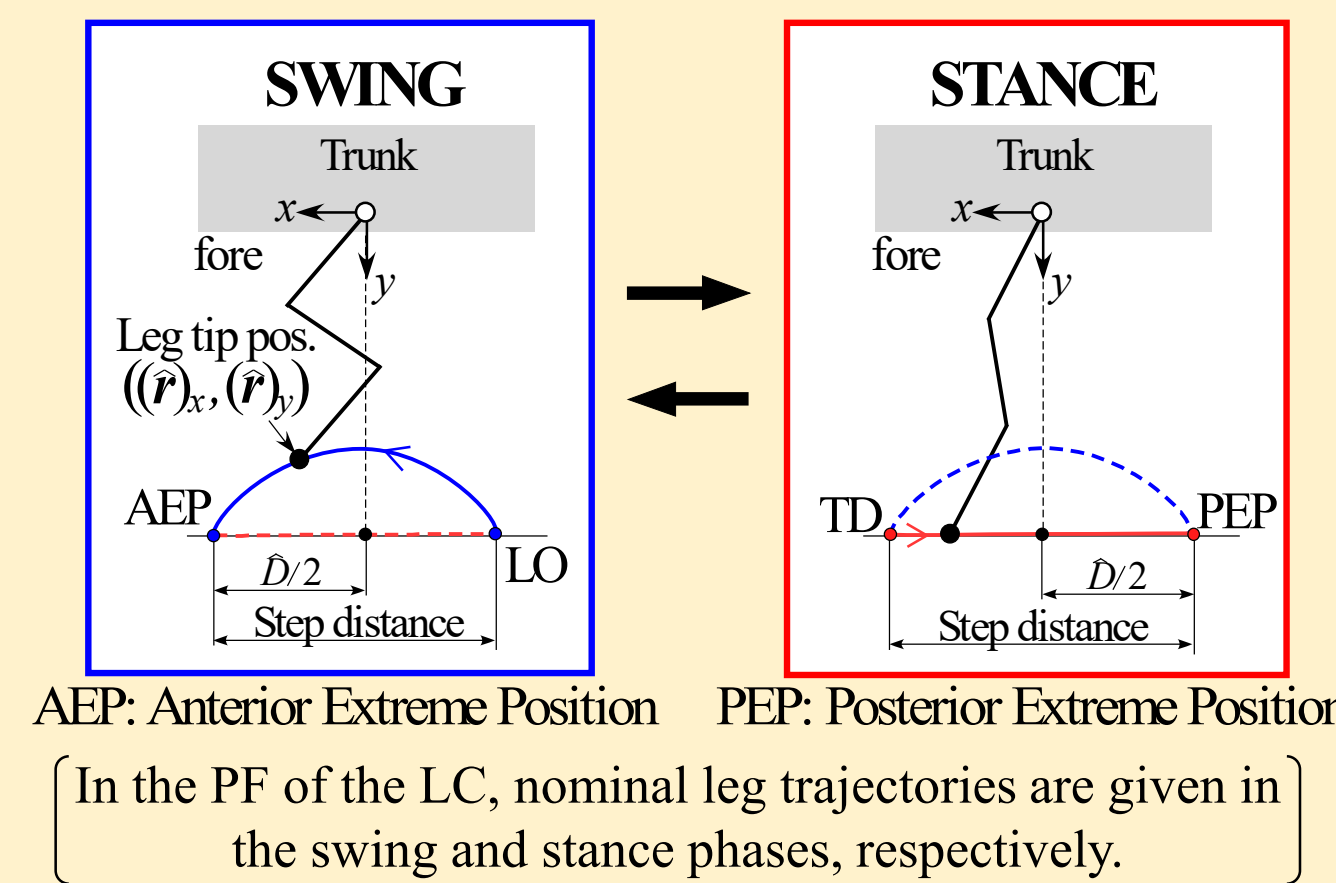 SWING
Trunk
x
fore
y
Leg tip pos.
((r̂)x, (r̂)y)
AEP
LO
D̂/2
Step distance
STANCE
Trunk
x
fore
y
TD
PEP
D̂/2
Step distance
AEP: Anterior Extreme Position
PEP: Posterior Extreme Position
In the PF of the LC, nominal leg trajectories are given in
the swing and stance phases, respectively.